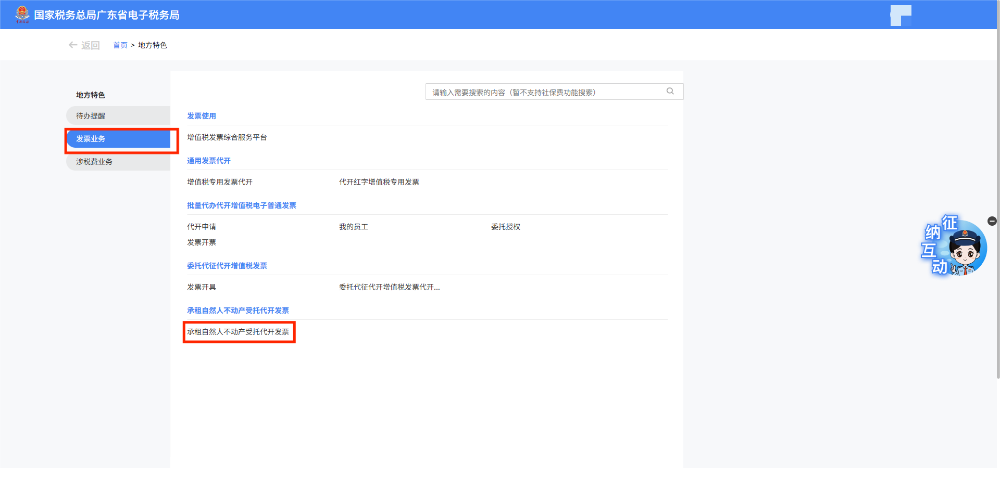 国家税务总局广东省电子税务局
返回 首页 > 地方特色
地方特色
待办提醒
发票业务
涉税费业务
请输入需要搜索的内容（暂不支持社保费功能搜索）
发票使用
增值税发票综合服务平台
通用发票代开
增值税专用发票代开 代开红字增值税专用发票
批量代办代开增值税电子普通发票
代开申请 我的员工 委托授权
发票开票
委托代征代开增值税发票
发票开具 委托代征代开增值税发票代开...
承租自然人不动产受托代开发票
承租自然人不动产受托代开发票
征
纳
互
动